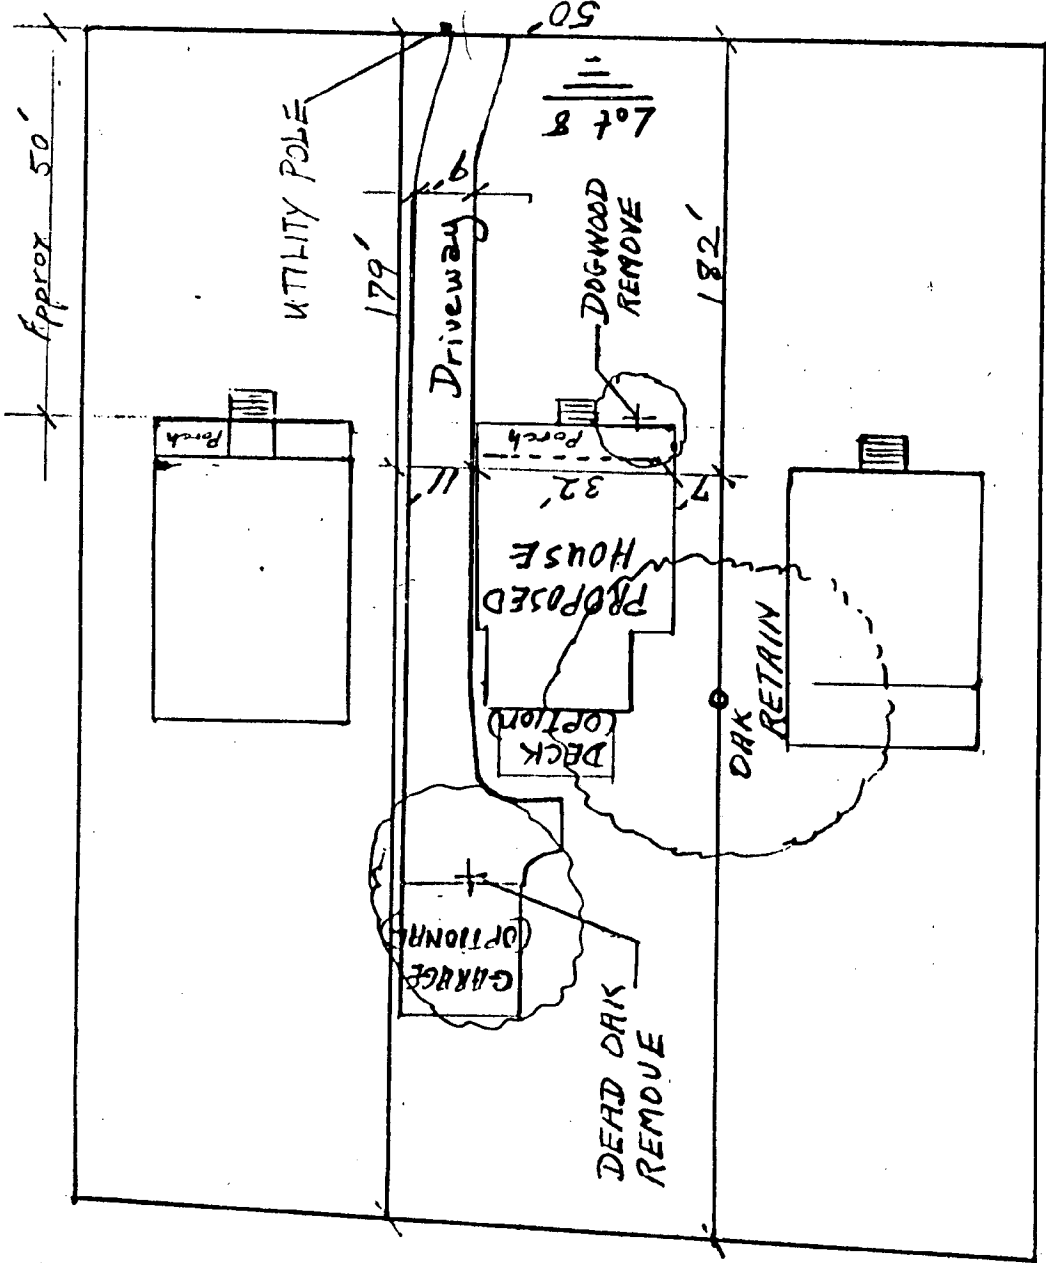 50'
Approx 50'
UTILITY POLE
Lot 8
9'
179'
Driveway
DOGWOOD
REMOVE
182'
Porch
Porch
11'
32'
7'
PROPOSED
HOUSE
DECK
(OPTION)
OAK
RETAIN
GARAGE
(OPTIONAL
DEAD OAK
REMOVE